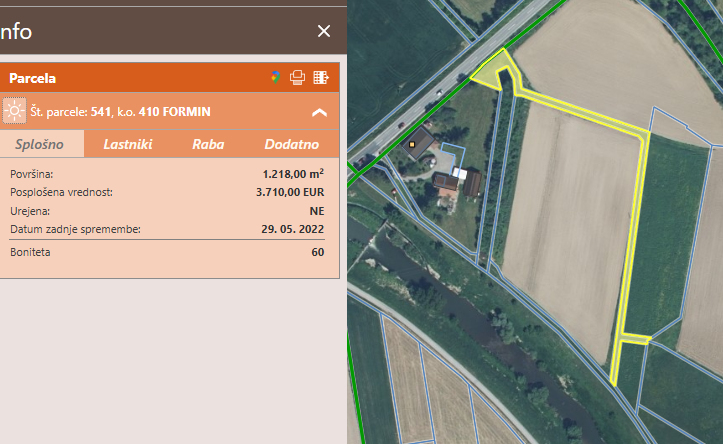 nfo
Parcela
Št. parcele: 541, k.o. 410 FORMIN
Splošno Lastniki Raba Dodatno
Površina: 1.218,00 m²
Posplošena vrednost: 3.710,00 EUR
Urejena: NE
Datum zadnje spremembe: 29. 05. 2022
Boniteta 60